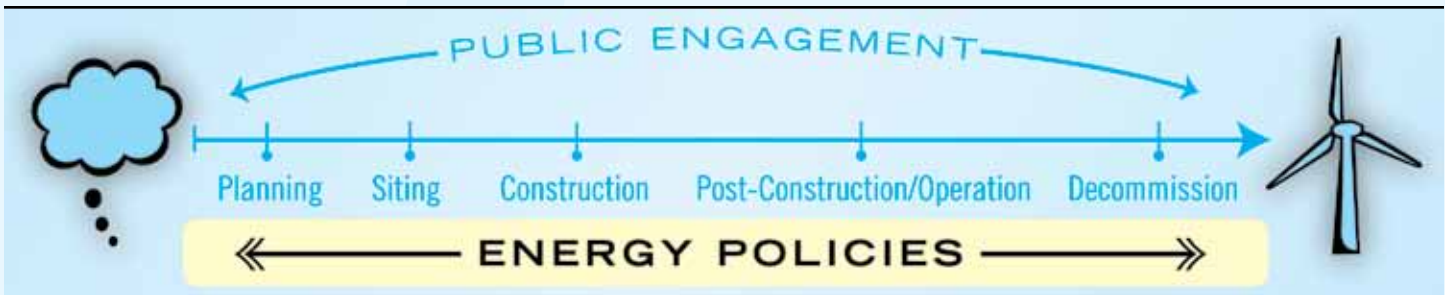 PUBLIC ENGAGEMENT
Planning Siting Construction Post-Construction/Operation Decommission
ENERGY POLICIES